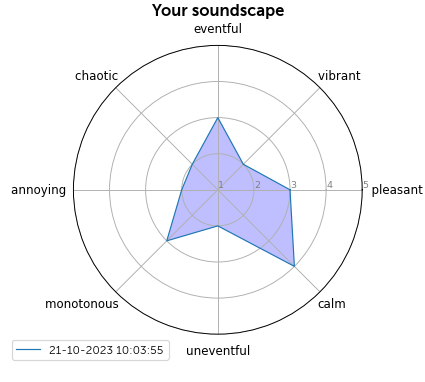 Your soundscape
eventful
chaotic
vibrant
annoying
1
2
3
4
5
pleasant
monotonous
calm
21-10-2023 10:03:55
uneventful